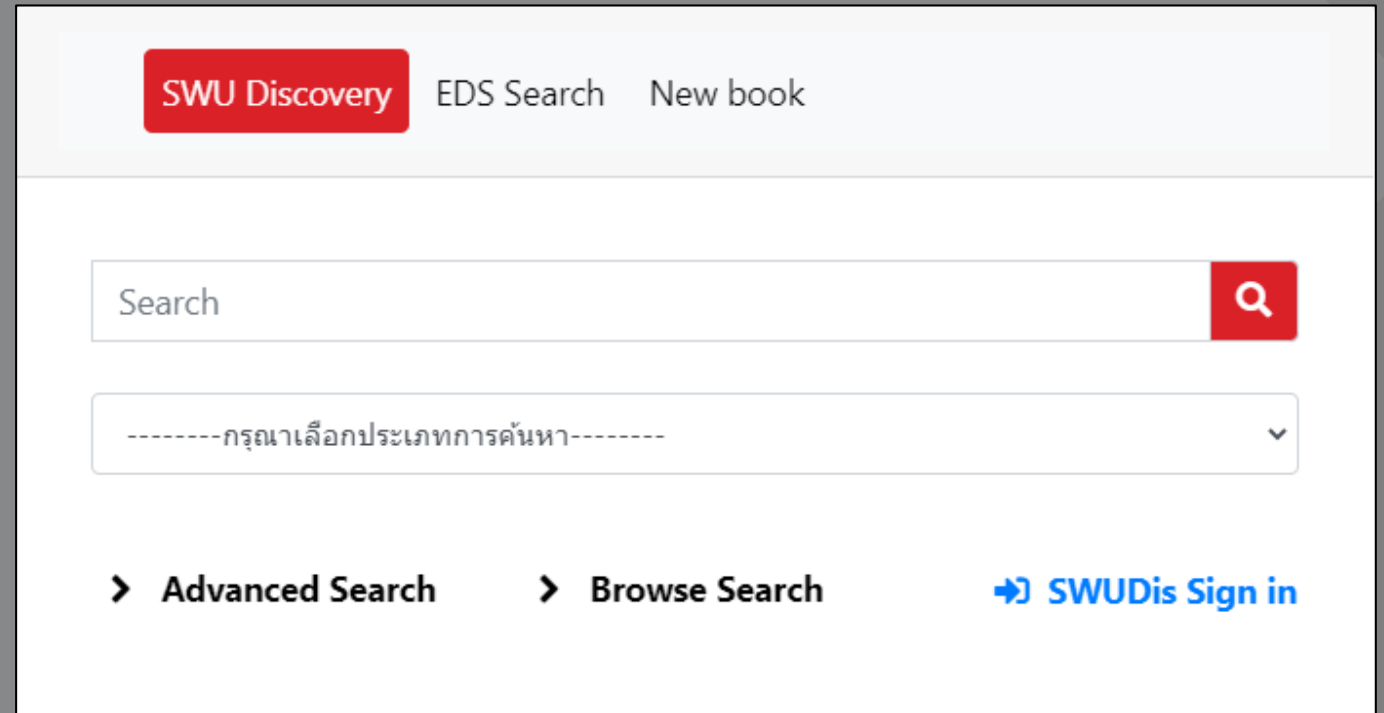 SWU Discovery EDS Search New book
Search
--------กรุณาเลือกประเภทการค้นหา--------
Advanced Search Browse Search SWUDis Sign in